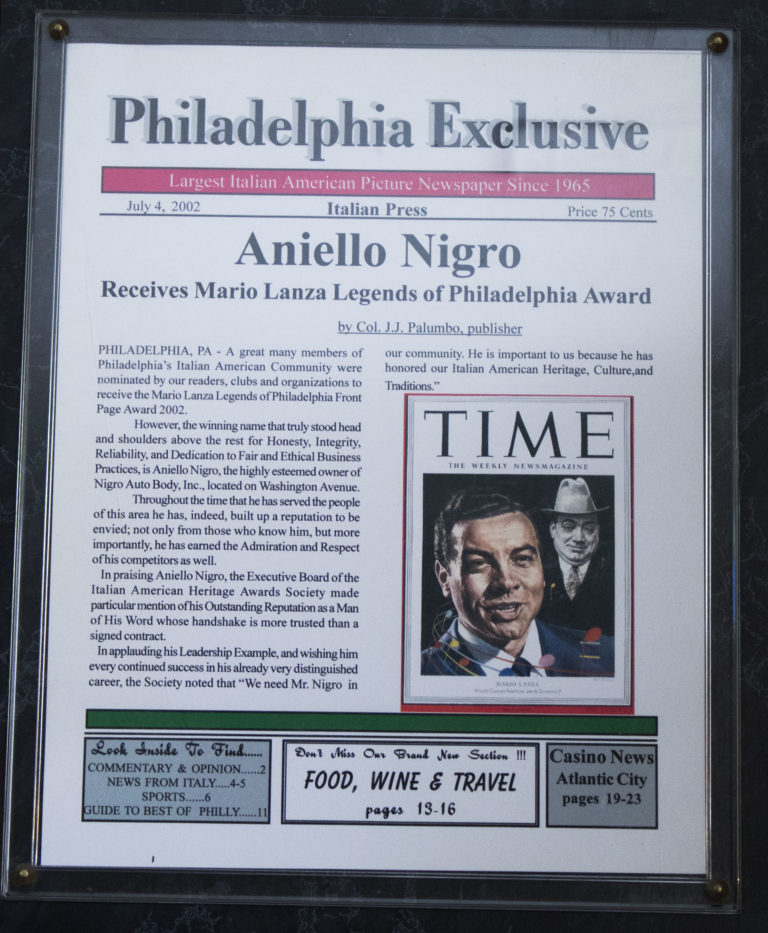 Philadelphia Exclusive
Largest Italian American Picture Newspaper Since 1965
July 4, 2002 Italian Press Price 75 Cents
Aniello Nigro
Receives Mario Lanza Legends of Philadelphia Award
by Col. J.J. Palumbo, publisher
PHILADELPHIA, PA - A great many members of
Philadelphia's Italian American Community were
nominated by our readers, clubs and organizations to
receive the Mario Lanza Legends of Philadelphia Front
Page Award 2002.
However, the winning name that truly stood head
and shoulders above the rest for Honesty, Integrity,
Reliability, and Dedication to Fair and Ethical Business
Practices, is Aniello Nigro, the highly esteemed owner of
Nigro Auto Body, Inc., located on Washington Avenue.
Throughout the time that he has served the people
of this area he has, indeed, built up a reputation to be
envied; not only from those who know him, but more
importantly, he has earned the Admiration and Respect
of his competitors as well.
In praising Aniello Nigro, the Executive Board of the
Italian American Heritage Awards Society made
particular mention of his Outstanding Reputation as a Man
of His Word whose handshake is more trusted than a
signed contract.
In applauding his Leadership Example, and wishing him
every continued success in his already very distinguished
career, the Society noted that "We need Mr. Nigro in
our community. He is important to us because he has
honored our Italian American Heritage, Culture,and
Traditions."
TIME
THE WEEKLY NEWSMAGAZINE
MARIO LANZA
Look Inside To Find......
COMMENTARY & OPINION......2
NEWS FROM ITALY.....4-5
SPORTS......6
GUIDE TO BEST OF PHILLY......11
Don't Miss Our Brand New Section !!!
FOOD, WINE & TRAVEL
pages 13-16
Casino News
Atlantic City
pages 19-23